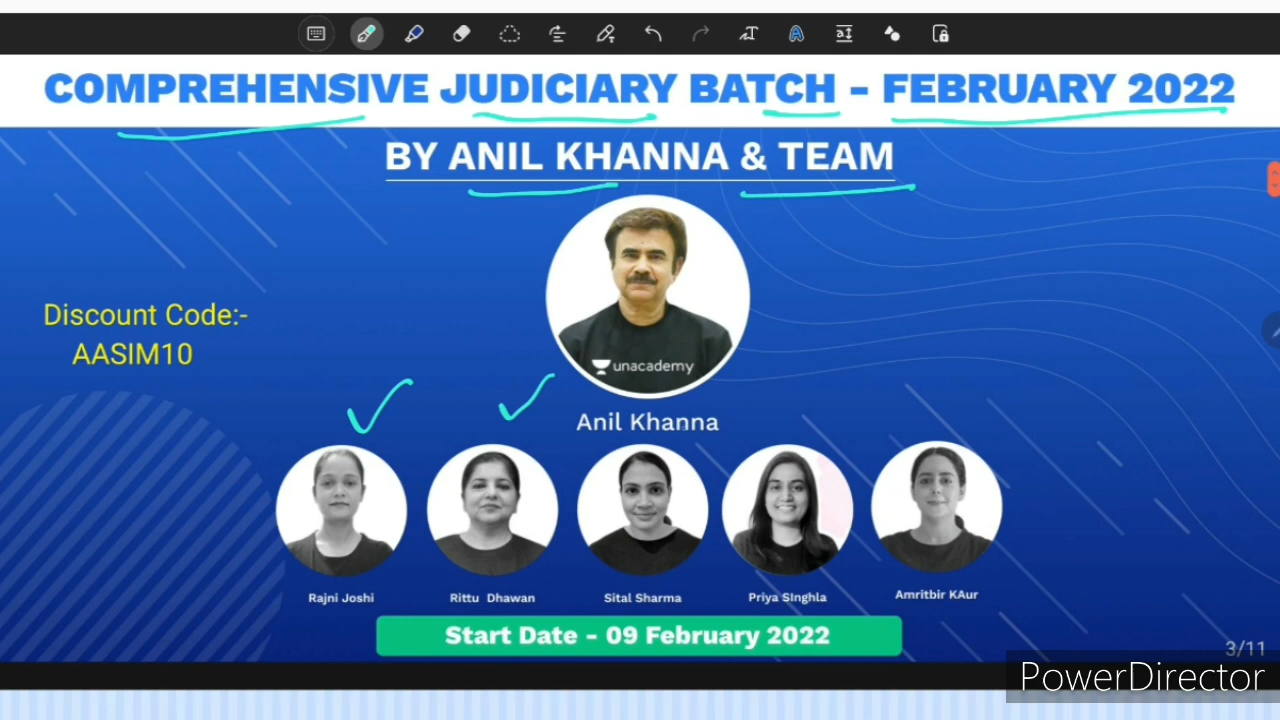 COMPREHENSIVE JUDICIARY BATCH - FEBRUARY 2022
BY ANIL KHANNA & TEAM
Discount Code:-
AASIM10
unacademy
Anil Khanna
Rajni Joshi
Rittu Dhawan
Sital Sharma
Priya SInghla
Amritbir KAur
Start Date - 09 February 2022
3/11
PowerDirector